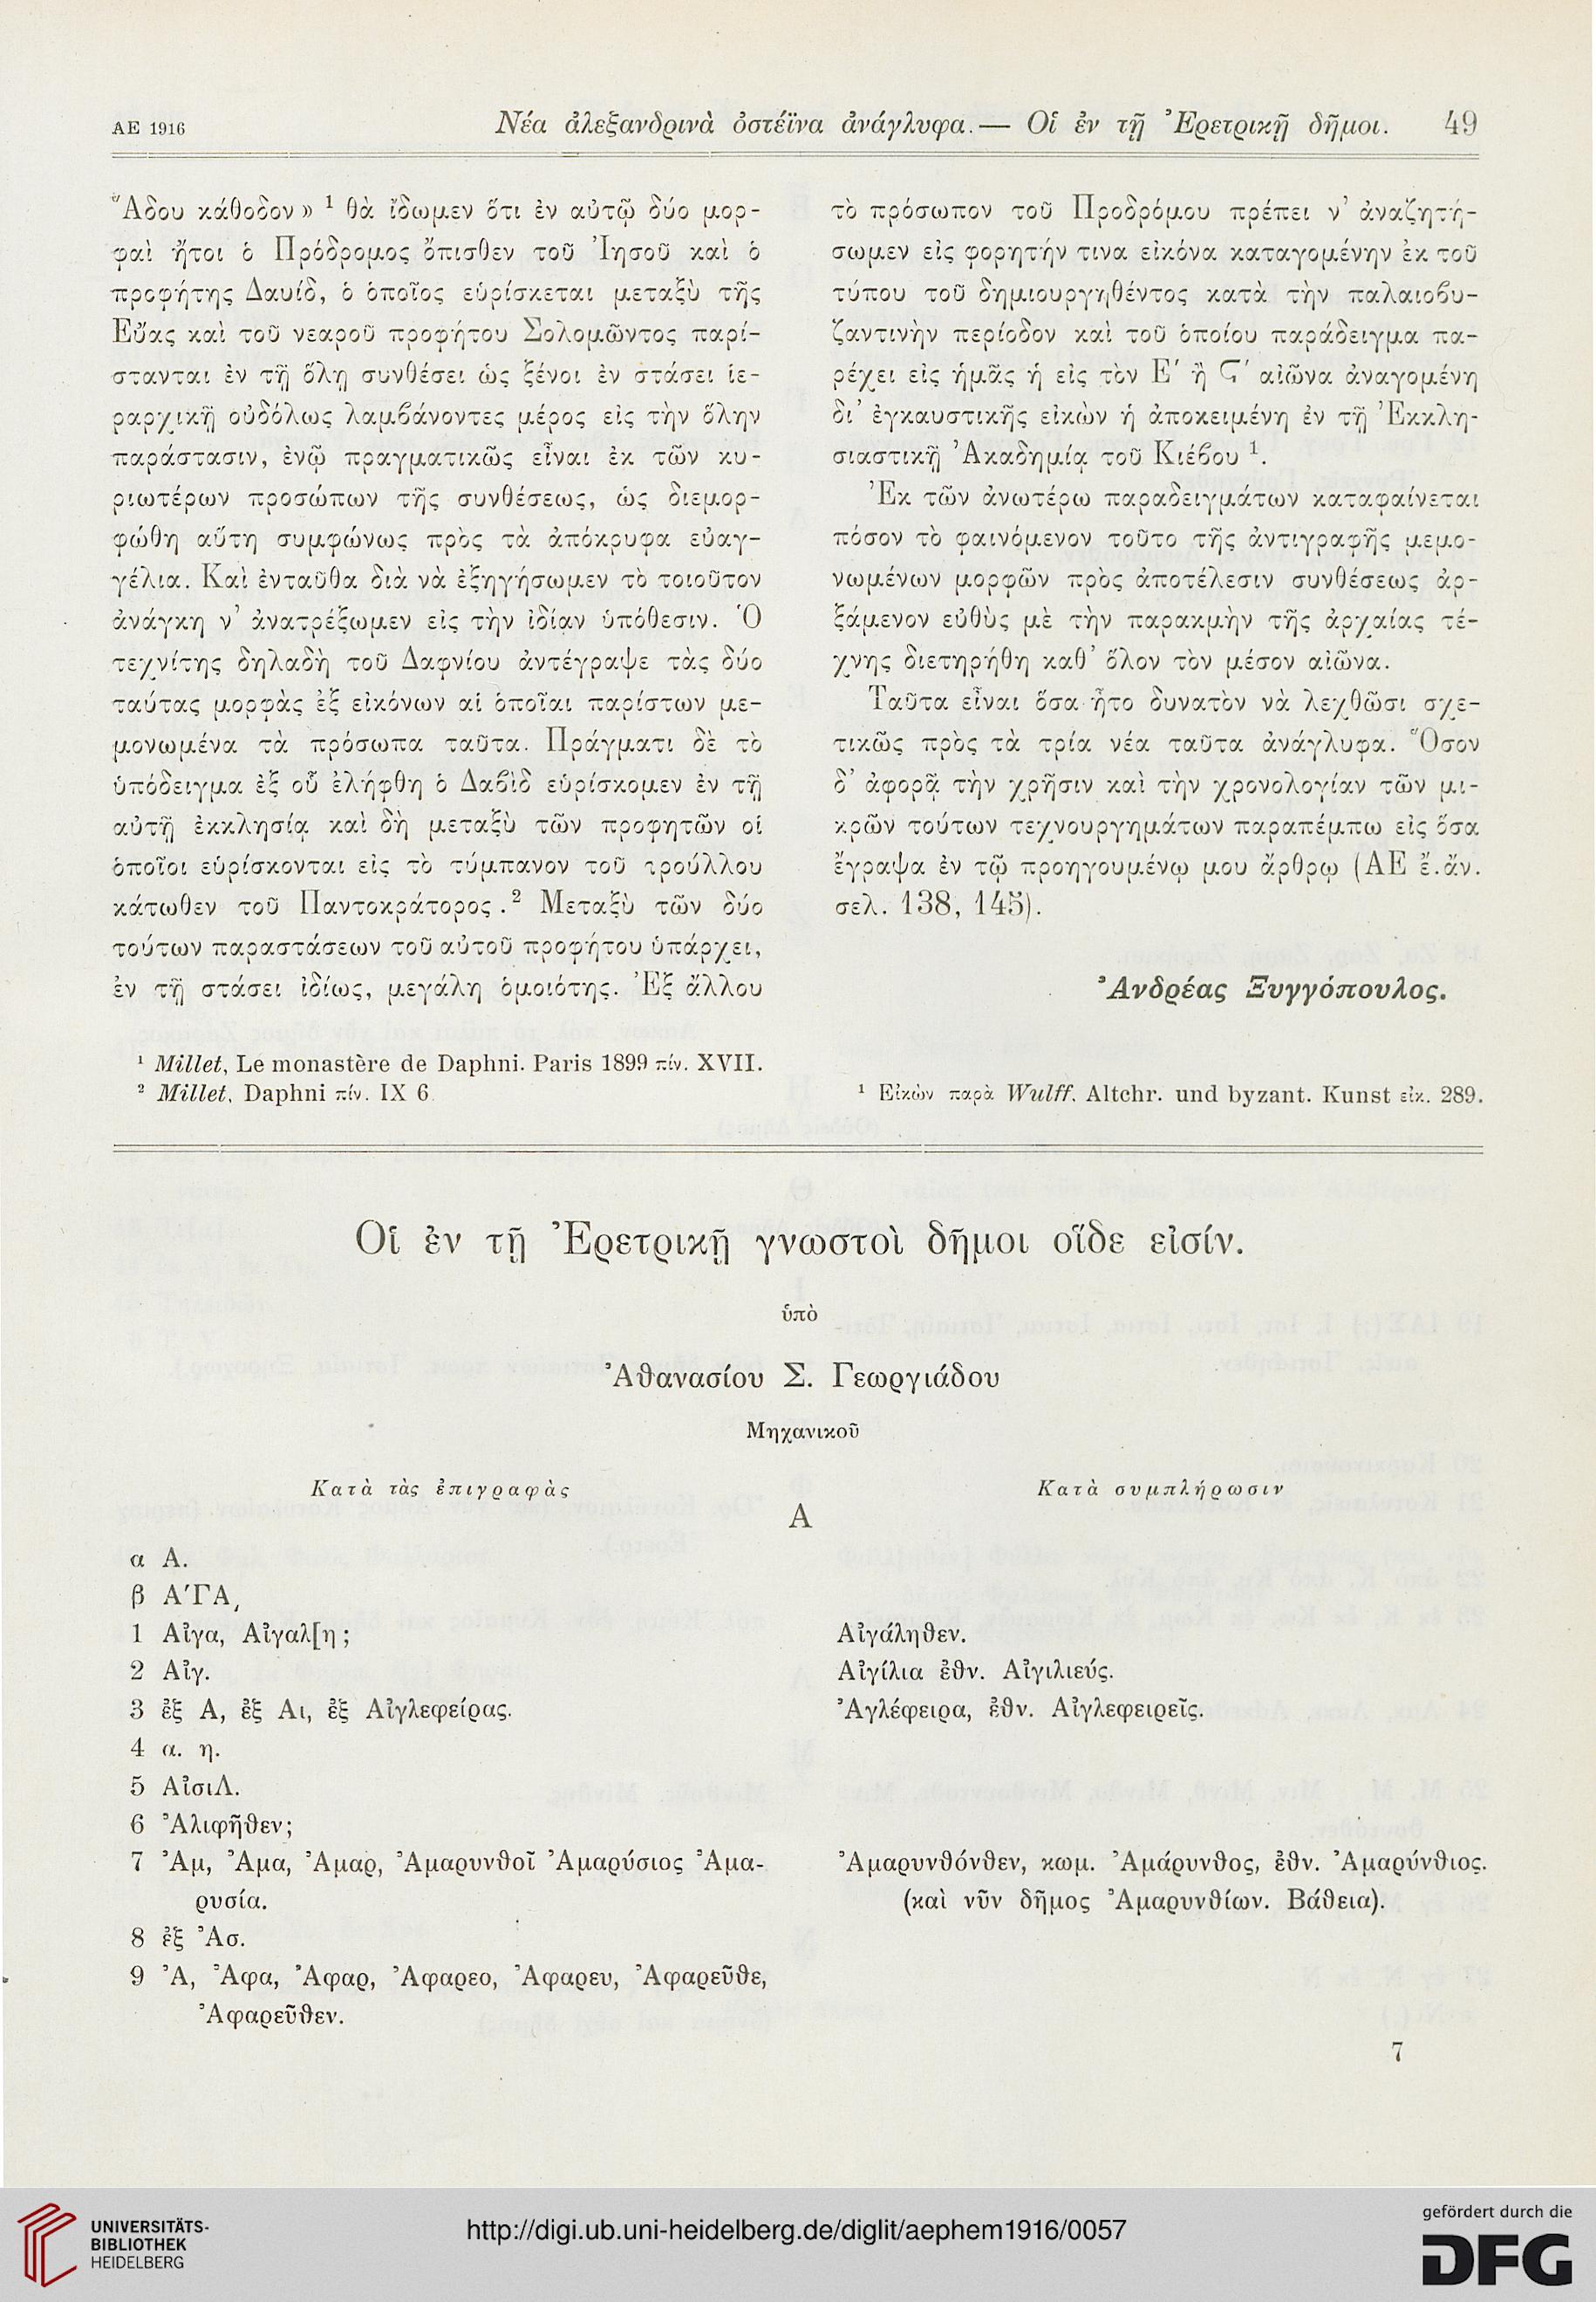 ΑΕ 1916
Νέα ἀλεξανδρινὰ ὀστέϊνα ἀνάγλυφα.— Οἱ ἐν τῇ Ἐρετρικῇ δῆμοι.
49
Ἅδου κάθοδον» ¹ θὰ ἴδωμεν ὅτι ἐν αὐτῷ δύο μορ-
φαὶ ἤτοι ὁ Πρόδρομος ὄπισθεν τοῦ Ἰησοῦ καὶ ὁ
προφήτης Δαυίδ, ὁ ὁποῖος εὑρίσκεται μεταξὺ τῆς
Εὔας καὶ τοῦ νεαροῦ προφήτου Σολομῶντος παρί-
στανται ἐν τῇ ὅλῃ συνθέσει ὡς ξένοι ἐν στάσει ἱε-
ραρχικῇ οὐδόλως λαμβάνοντες μέρος εἰς τὴν ὅλην
παράστασιν, ἐνῷ πραγματικῶς εἶναι ἐκ τῶν κυ-
ριωτέρων προσώπων τῆς συνθέσεως, ὡς διεμορ-
φώθη αὕτη συμφώνως πρὸς τὰ ἀπόκρυφα εὐαγ-
γέλια. Καὶ ἐνταῦθα διὰ νὰ ἐξηγήσωμεν τὸ τοιοῦτον
ἀνάγκη ν' ἀνατρέξωμεν εἰς τὴν ἰδίαν ὑπόθεσιν. Ὁ
τεχνίτης δηλαδὴ τοῦ Δαφνίου ἀντέγραψε τὰς δύο
ταύτας μορφὰς ἐξ εἰκόνων αἱ ὁποῖαι παρίστων με-
μονωμένα τὰ πρόσωπα ταῦτα. Πράγματι δὲ τὸ
ὑπόδειγμα ἐξ οὗ ἐλήφθη ὁ Δαβὶδ εὑρίσκομεν ἐν τῇ
αὐτῇ ἐκκλησίᾳ καὶ δὴ μεταξὺ τῶν προφητῶν οἱ
ὁποῖοι εὑρίσκονται εἰς τὸ τύμπανον τοῦ τρούλλου
κάτωθεν τοῦ Παντοκράτορος.² Μεταξὺ τῶν δύο
τούτων παραστάσεων τοῦ αὐτοῦ προφήτου ὑπάρχει,
ἐν τῇ στάσει ἰδίως, μεγάλη ὁμοιότης. Ἐξ ἄλλου
¹ Millet, Le monastère de Daphni. Paris 1899 πίν. XVII.
² Millet, Daphni πίν. IX 6
τὸ πρόσωπον τοῦ Προδρόμου πρέπει ν' ἀναζητή-
σωμεν εἰς φορητήν τινα εἰκόνα καταγομένην ἐκ τοῦ
τύπου τοῦ δημιουργηθέντος κατὰ τὴν παλαιοβυ-
ζαντινὴν περίοδον καὶ τοῦ ὁποίου παράδειγμα πα-
ρέχει εἰς ἡμᾶς ἡ εἰς τὸν Ε' ἢ Ϛ' αἰῶνα ἀναγομένη
δι' ἐγκαυστικῆς εἰκὼν ἡ ἀποκειμένη ἐν τῇ Ἐκκλη-
σιαστικῇ Ἀκαδημίᾳ τοῦ Κιέβου ¹.
Ἐκ τῶν ἀνωτέρω παραδειγμάτων καταφαίνεται
πόσον τὸ φαινόμενον τοῦτο τῆς ἀντιγραφῆς μεμο-
νωμένων μορφῶν πρὸς ἀποτέλεσιν συνθέσεως ἀρ-
ξάμενον εὐθὺς μὲ τὴν παρακμὴν τῆς ἀρχαίας τέ-
χνης διετηρήθη καθ' ὅλον τὸν μέσον αἰῶνα.
Ταῦτα εἶναι ὅσα ἦτο δυνατὸν νὰ λεχθῶσι σχε-
τικῶς πρὸς τὰ τρία νέα ταῦτα ἀνάγλυφα. Ὅσον
δ' ἀφορᾷ τὴν χρῆσιν καὶ τὴν χρονολογίαν τῶν μι-
κρῶν τούτων τεχνουργημάτων παραπέμπω εἰς ὅσα
ἔγραψα ἐν τῷ προηγουμένῳ μου ἄρθρῳ (ΑΕ ἔ.ἄν.
σελ. 138, 145).
Ἀνδρέας Ξυγγόπουλος.
¹ Εἰκὼν παρὰ Wulff. Altchr. und byzant. Kunst εἰκ. 289.
Οἱ ἐν τῇ Ἐρετρικῇ γνωστοὶ δῆμοι οἵδε εἰσίν.
ὑπὸ
Ἀθανασίου Σ. Γεωργιάδου
Μηχανικοῦ
Κατὰ τὰς ἐπιγραφὰς
Κατὰ συμπλήρωσιν
Α
α Α.
β ΑΓΑ,
1 Αἰγα, Αἰγαλ[η; Αἰγάληθεν.
2 Αἰγ. Αἰγίλια ἐθν. Αἰγιλιεύς.
3 ἐξ Α, ἐξ Αι, ἐξ Αἰγλεφείρας. Ἀγλέφειρα, ἐθν. Αἰγλεφειρεῖς.
4 α. η.
5 ΑἰσιΛ.
6 Ἀλιφῆθεν;
7 Ἀμ, Ἀμα, Ἀμαρ, Ἀμαρυνθοῖ Ἀμαρύσιος Ἀμα- Ἀμαρυνθόνθεν, κωμ. Ἀμάρυνθος, ἐθν. Ἀμαρύνθιος.
ρυσία. (καὶ νῦν δῆμος Ἀμαρυνθίων. Βάθεια).
8 ἐξ Ἀσ.
9 Ἀ, Ἀφα, Ἀφαρ, Ἀφαρεο, Ἀφαρευ, Ἀφαρεῦθε,
Ἀφαρεῦθεν.
7
UNIVERSITÄTS-
BIBLIOTHEK
HEIDELBERG
http://digi.ub.uni-heidelberg.de/diglit/aephem1916/0057
gefördert durch die
DFG